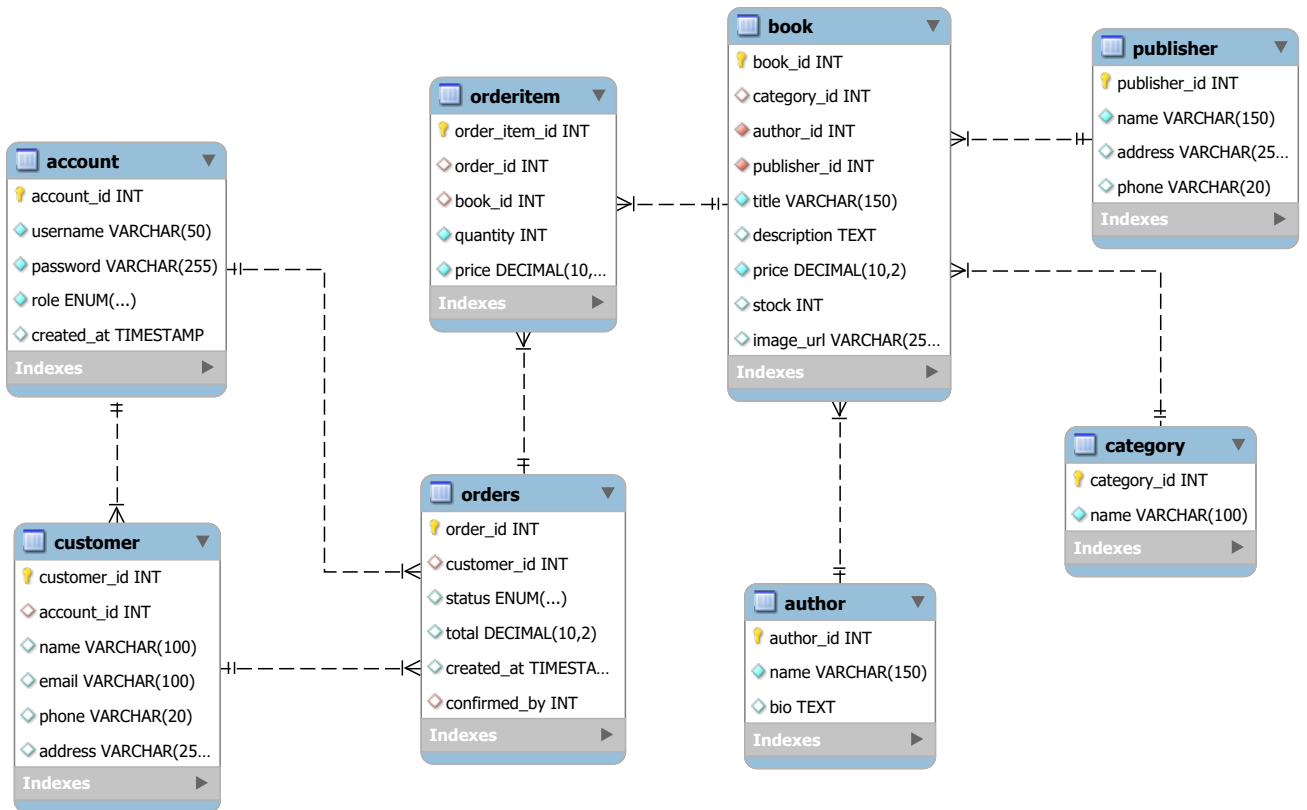 account
account_id INT
username VARCHAR(50)
password VARCHAR(255)
role ENUM(...)
created_at TIMESTAMP
Indexes
customer
customer_id INT
account_id INT
name VARCHAR(100)
email VARCHAR(100)
phone VARCHAR(20)
address VARCHAR(25...
Indexes
orderitem
order_item_id INT
order_id INT
book_id INT
quantity INT
price DECIMAL(10,...
Indexes
orders
order_id INT
customer_id INT
status ENUM(...)
total DECIMAL(10,2)
created_at TIMESTA...
confirmed_by INT
Indexes
book
book_id INT
category_id INT
author_id INT
publisher_id INT
title VARCHAR(150)
description TEXT
price DECIMAL(10,2)
stock INT
image_url VARCHAR(25...
Indexes
author
author_id INT
name VARCHAR(150)
bio TEXT
Indexes
publisher
publisher_id INT
name VARCHAR(150)
address VARCHAR(25...
phone VARCHAR(20)
Indexes
category
category_id INT
name VARCHAR(100)
Indexes